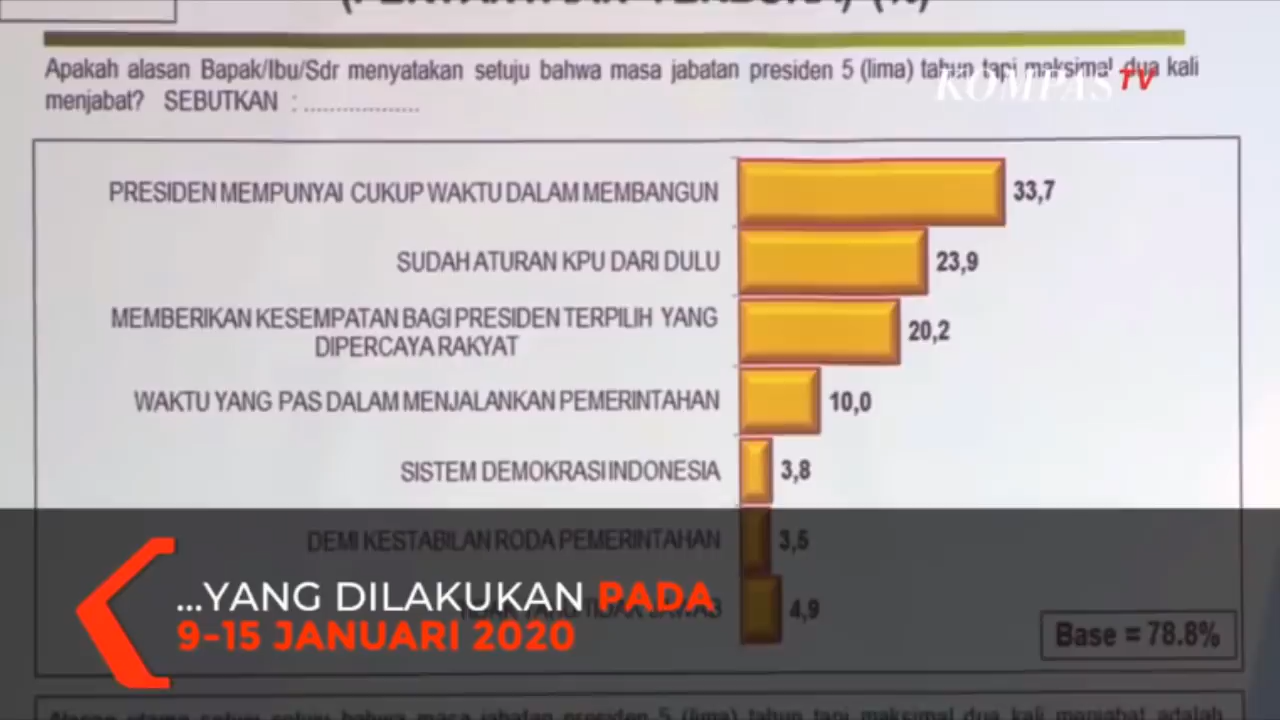 Apakah alasan Bapak/Ibu/Sdr menyatakan setuju bahwa masa jabatan presiden 5 (lima) tahun tapi maksimal dua kali
menjabat? SEBUTKAN : ...................
KOMPAS TV
PRESIDEN MEMPUNYAI CUKUP WAKTU DALAM MEMBANGUN 33,7
SUDAH ATURAN KPU DARI DULU 23,9
MEMBERIKAN KESEMPATAN BAGI PRESIDEN TERPILIH YANG
DIPERCAYA RAKYAT 20,2
WAKTU YANG PAS DALAM MENJALANKAN PEMERINTAHAN 10,0
SISTEM DEMOKRASI INDONESIA 3,8
DEMI KESTABILAN RODA PEMERINTAHAN 3,5
4,9
...YANG DILAKUKAN PADA
9-15 JANUARI 2020
Base = 78.8%